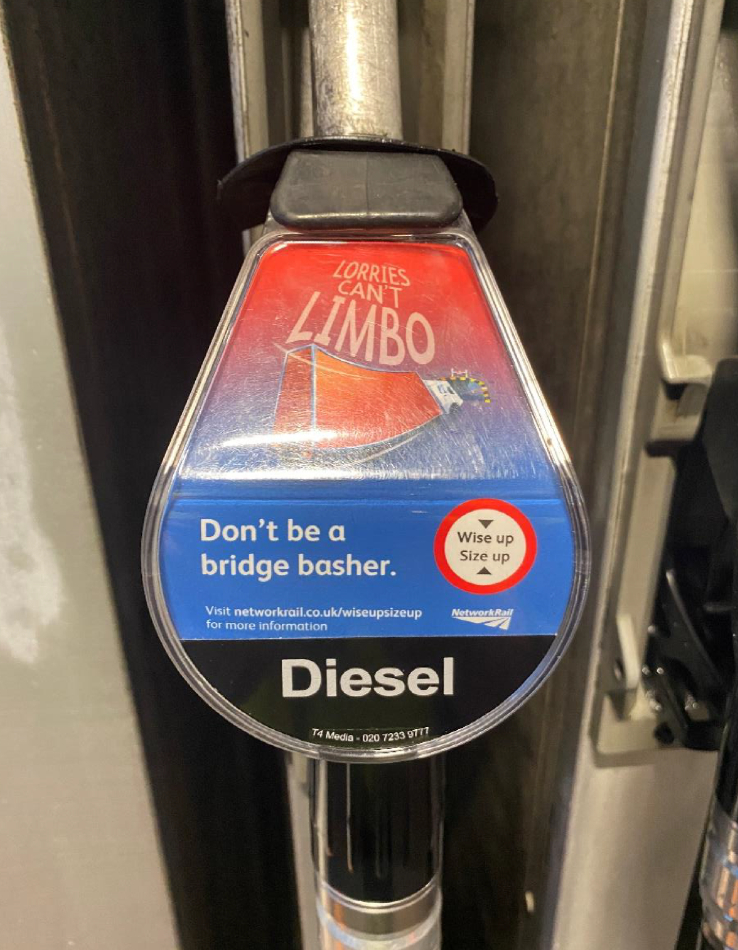 LORRIES
CAN'T
LIMBO
Don't be a
bridge basher.
Wise up
Size up
Visit networkrail.co.uk/wiseupsizeup
for more information
NetworkRail
Diesel
T4 Media - 020 7233 9777